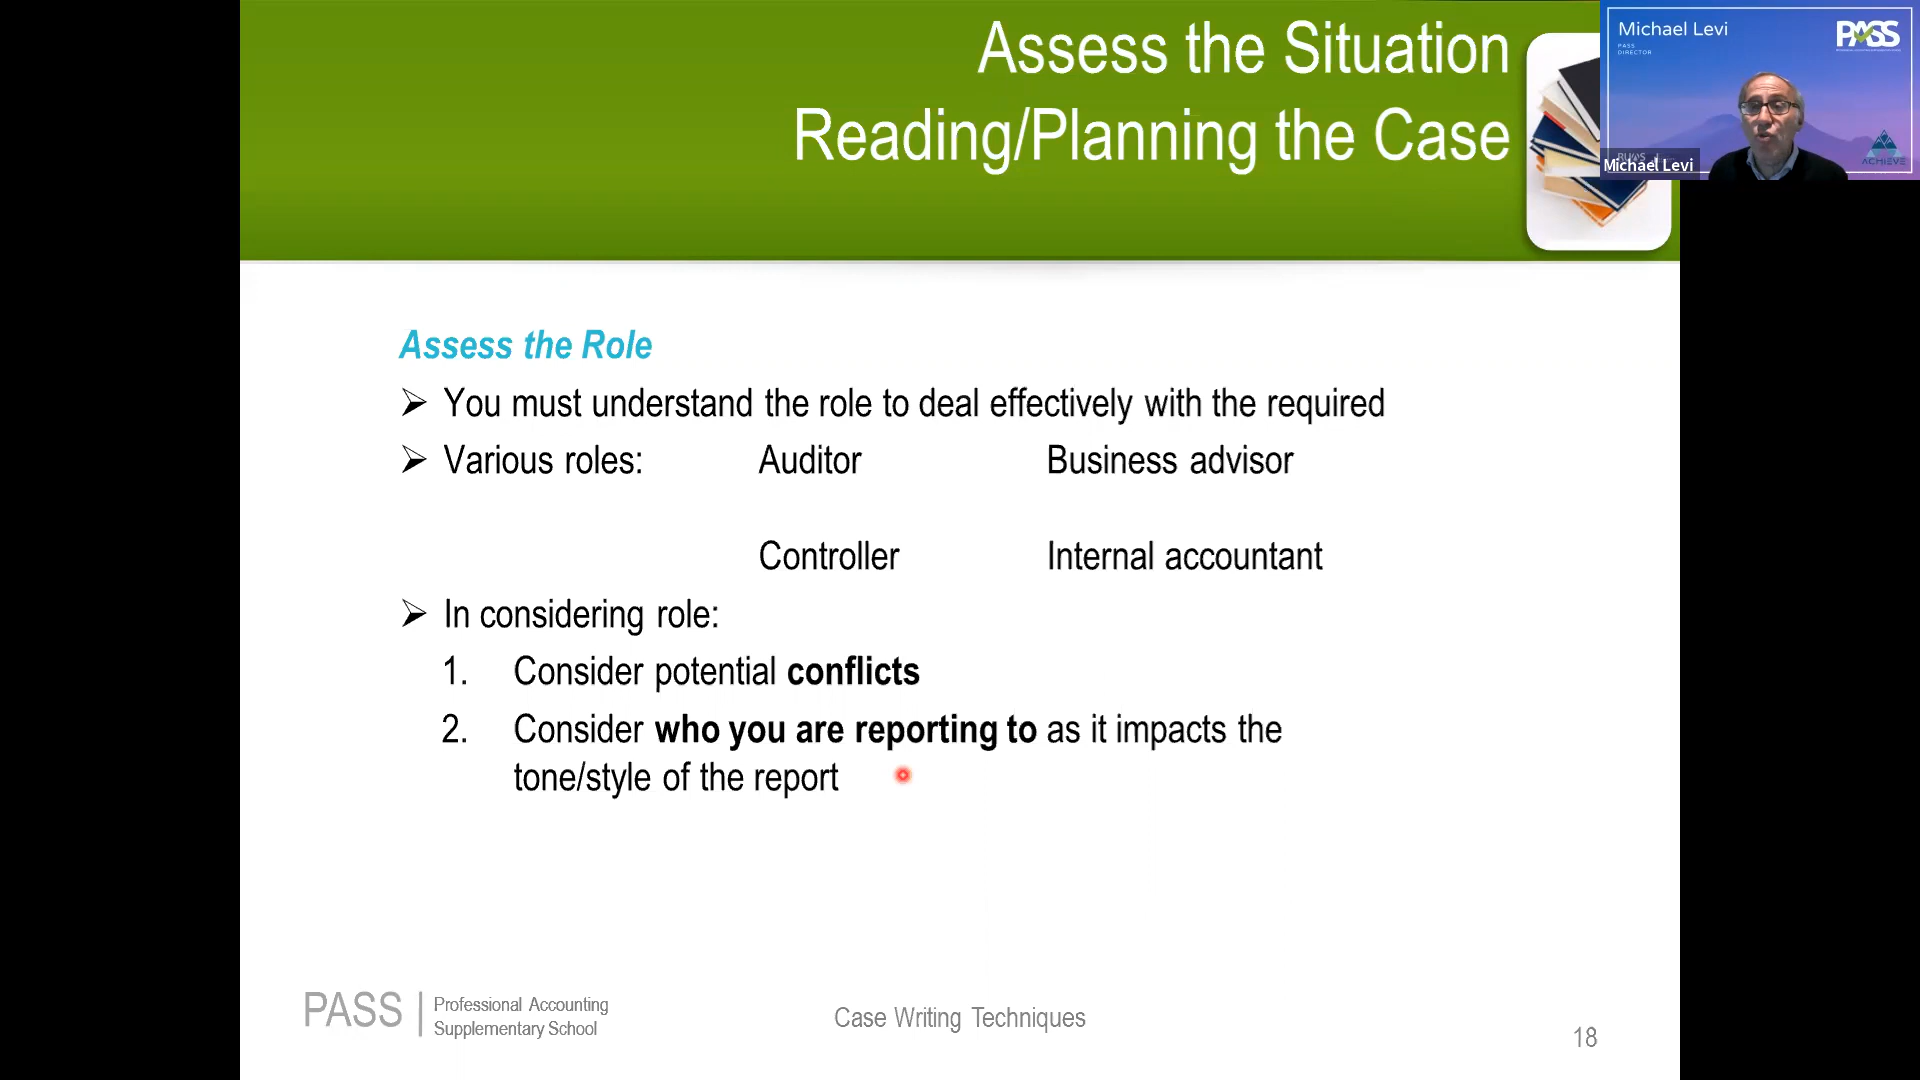 Assess the Situation
Reading/Planning the Case
Michael Levi
PASS
DIRECTOR
PASS
ACHIEVE
Michael Levi
Assess the Role
➢ You must understand the role to deal effectively with the required
➢ Various roles: Auditor Business advisor
Controller Internal accountant
➢ In considering role:
1. Consider potential conflicts
2. Consider who you are reporting to as it impacts the
tone/style of the report
PASS | Professional Accounting
Supplementary School
Case Writing Techniques
18